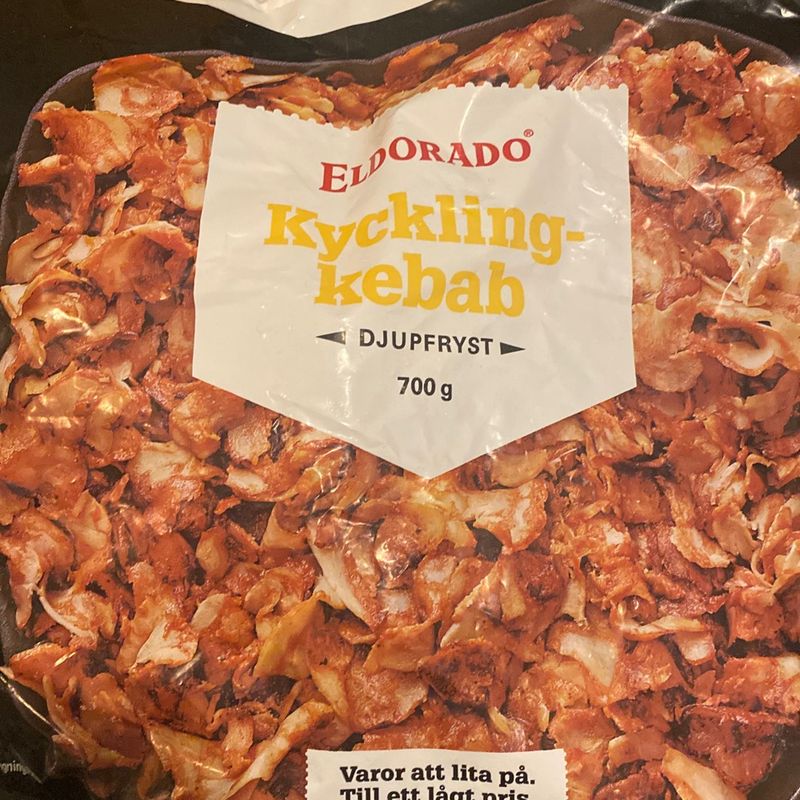 ELDORADO®
Kyckling-
kebab
DJUPFRYST
700 g
Varor att lita på.
Till ett lågt pris